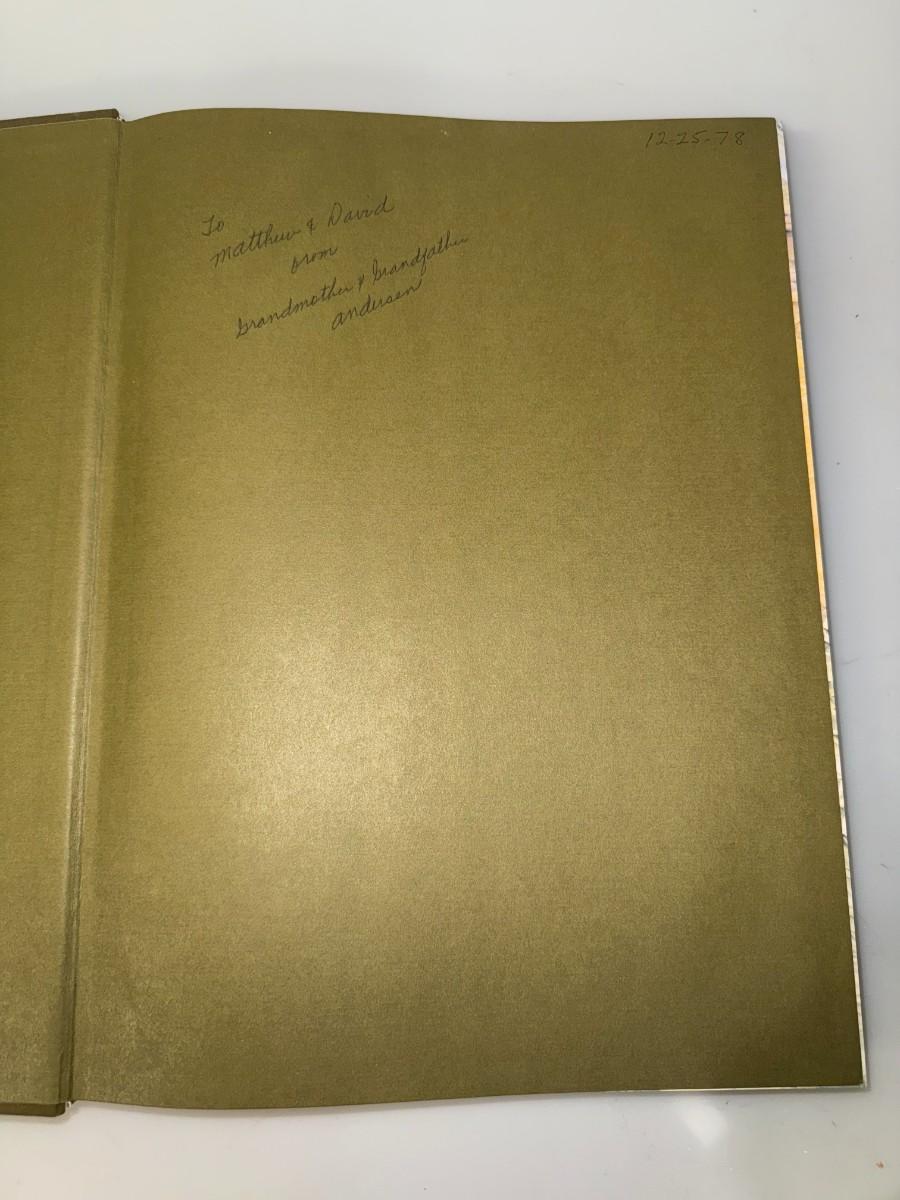 12-25-78
To
Matthew & David
from
Grandmother & Grandfather
Andersen